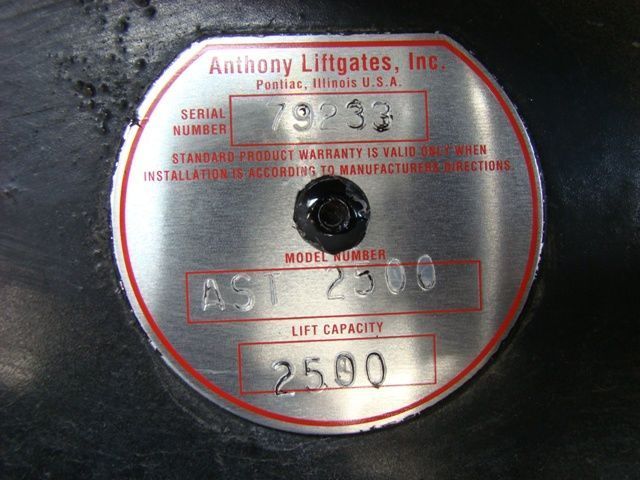 Anthony Liftgates, Inc.
Pontiac, Illinois U.S.A.
SERIAL NUMBER 79233
STANDARD PRODUCT WARRANTY IS VALID ONLY WHEN
INSTALLATION IS ACCORDING TO MANUFACTURERS DIRECTIONS.
MODEL NUMBER
AST 2500
LIFT CAPACITY
2500